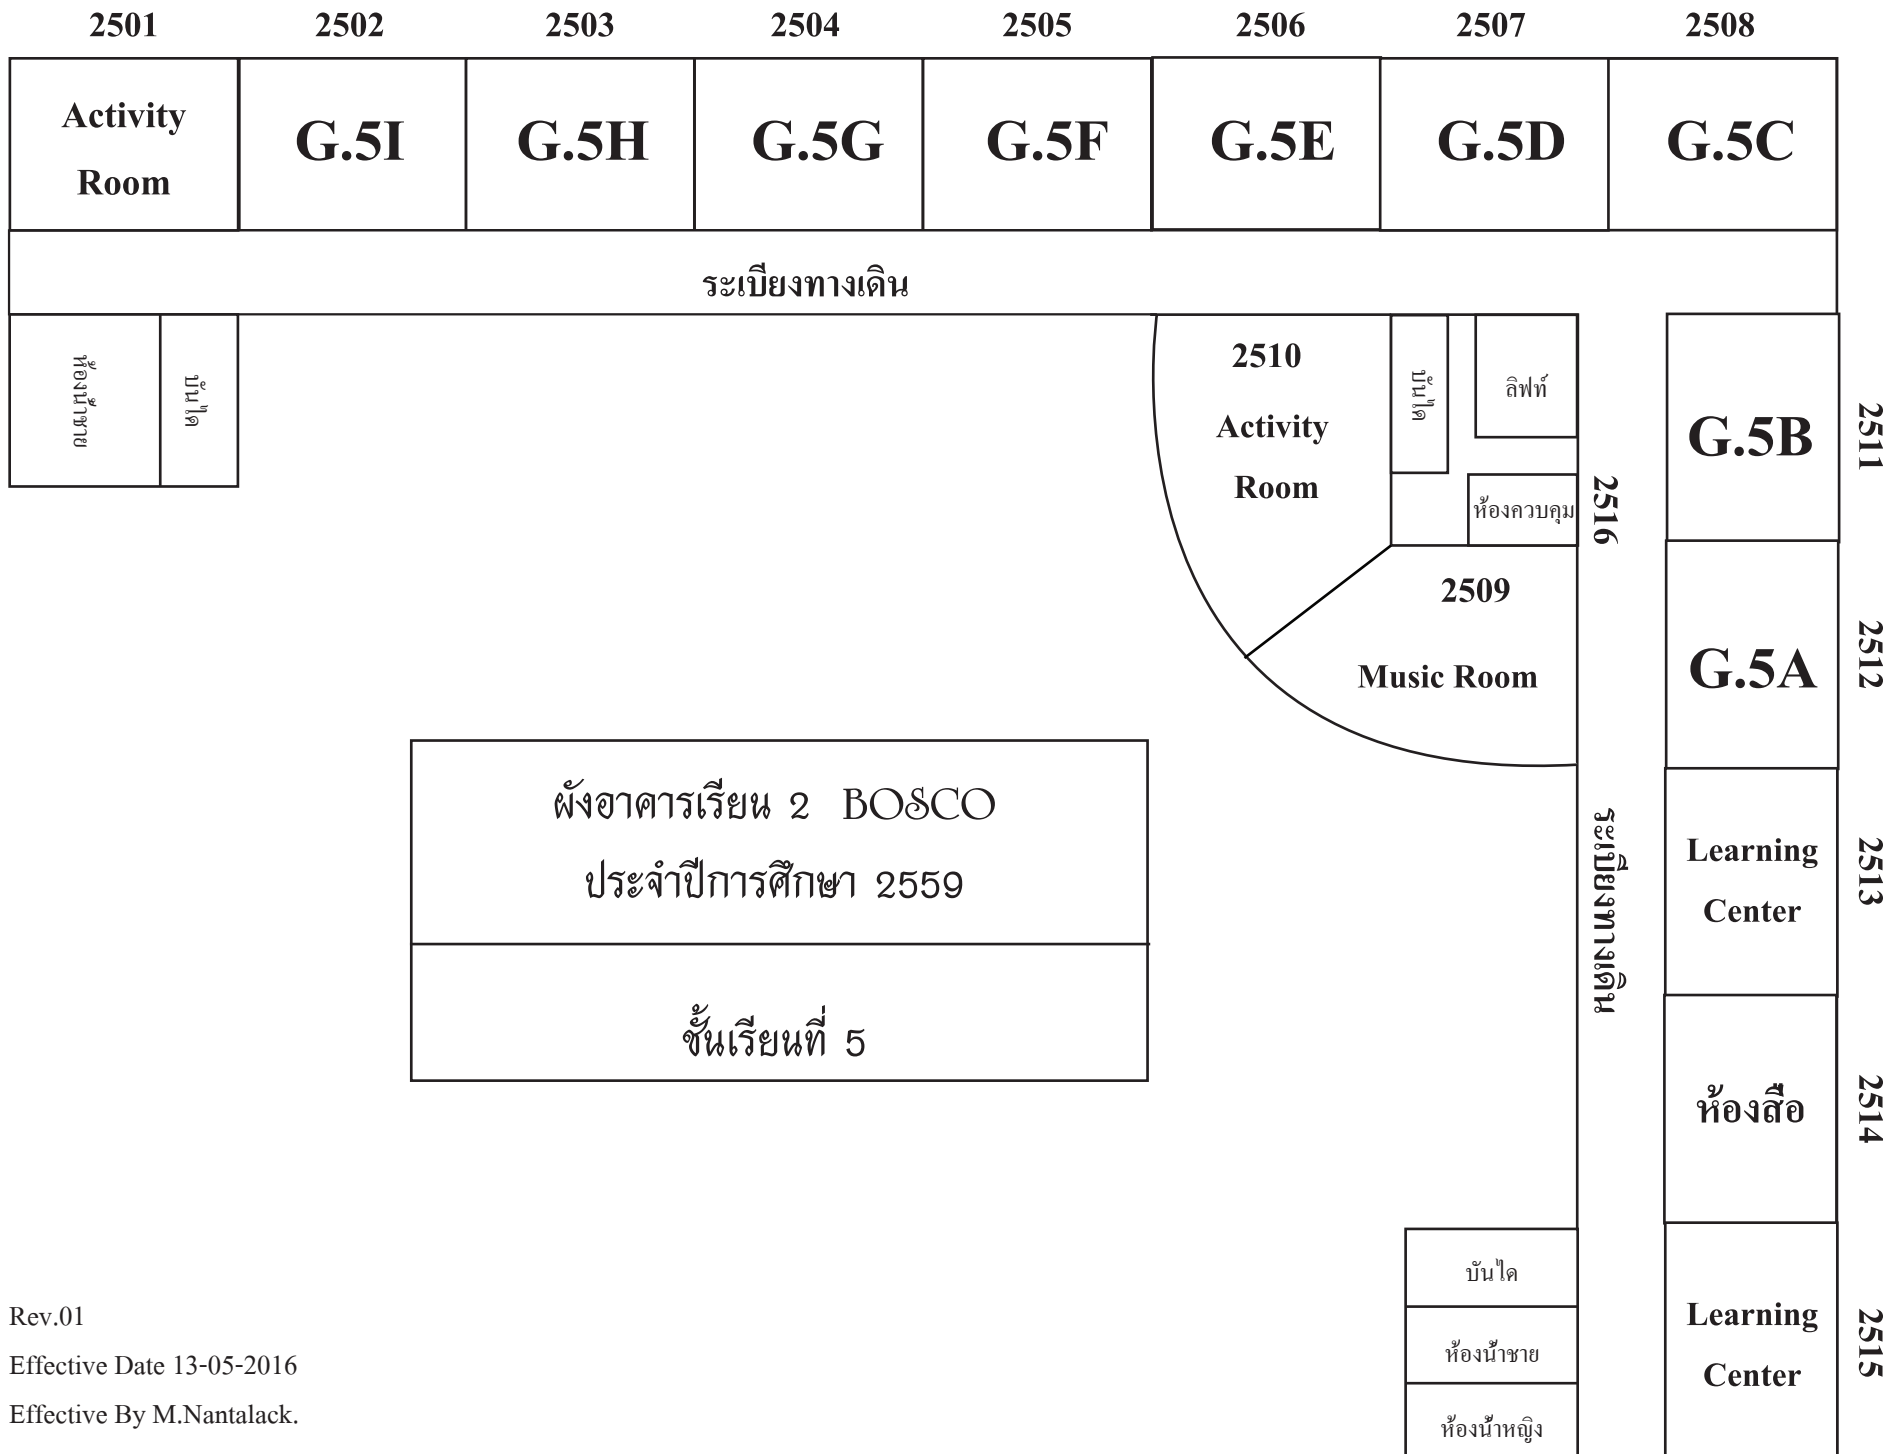 2501 2502 2503 2504 2505 2506 2507 2508
Activity
Room
G.5I G.5H G.5G G.5F G.5E G.5D G.5C
ระเบียงทางเดิน
ห้องน้ำชาย
บันได
2510
Activity
Room
บันได
ลิฟท์
ห้องควบคุม
2516
G.5B
2511
2509
Music Room
G.5A
2512
ผังอาคารเรียน 2 BOSCO
ประจำปีการศึกษา 2559
ชั้นเรียนที่ 5
ระเบียงทางเดิน
Learning
Center
2513
ห้องสื่อ
2514
บันได
ห้องน้ำชาย
ห้องน้ำหญิง
Learning
Center
2515
Rev.01
Effective Date 13-05-2016
Effective By M.Nantalack.